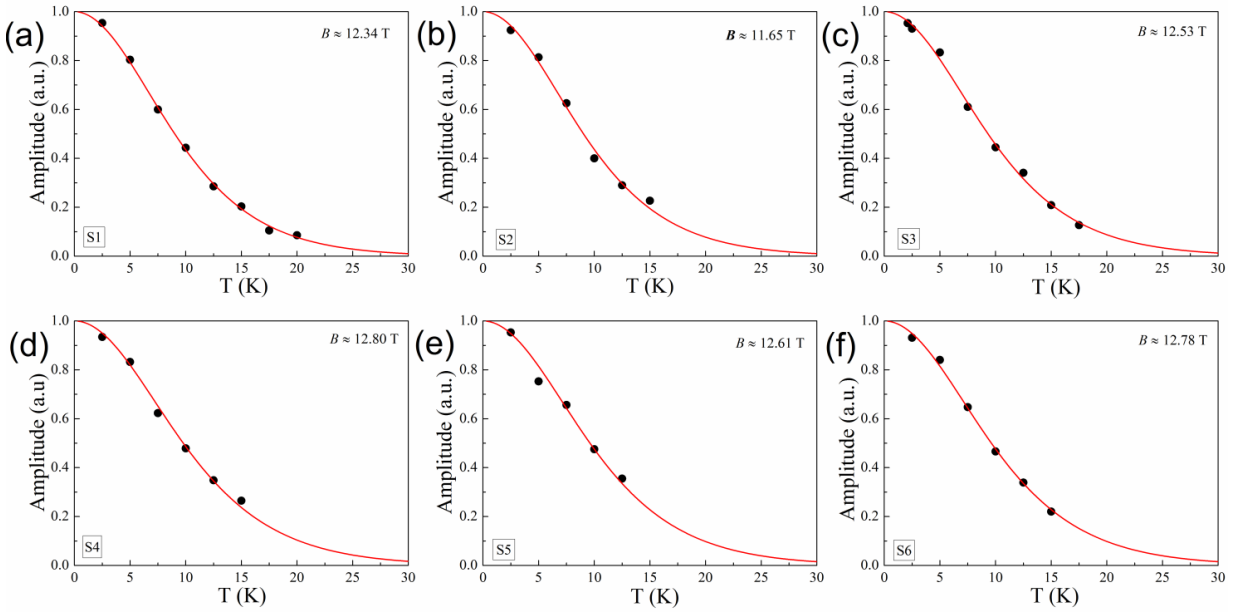 (a)
B ≈ 12.34 T
Amplitude (a.u.)
1.0
0.8
0.6
0.4
0.2
0.0
S1
0 5 10 15 20 25 30
T (K)
(b)
B ≈ 11.65 T
Amplitude (a.u.)
1.0
0.8
0.6
0.4
0.2
0.0
S2
0 5 10 15 20 25 30
T (K)
(c)
B ≈ 12.53 T
Amplitude (a.u.)
1.0
0.8
0.6
0.4
0.2
0.0
S3
0 5 10 15 20 25 30
T (K)
(d)
B ≈ 12.80 T
Amplitude (a.u)
1.0
0.8
0.6
0.4
0.2
0.0
S4
0 5 10 15 20 25 30
T (K)
(e)
B ≈ 12.61 T
Amplitude (a.u.)
1.0
0.8
0.6
0.4
0.2
0.0
S5
0 5 10 15 20 25 30
T (K)
(f)
B ≈ 12.78 T
Amplitude (a.u.)
1.0
0.8
0.6
0.4
0.2
0.0
S6
0 5 10 15 20 25 30
T (K)